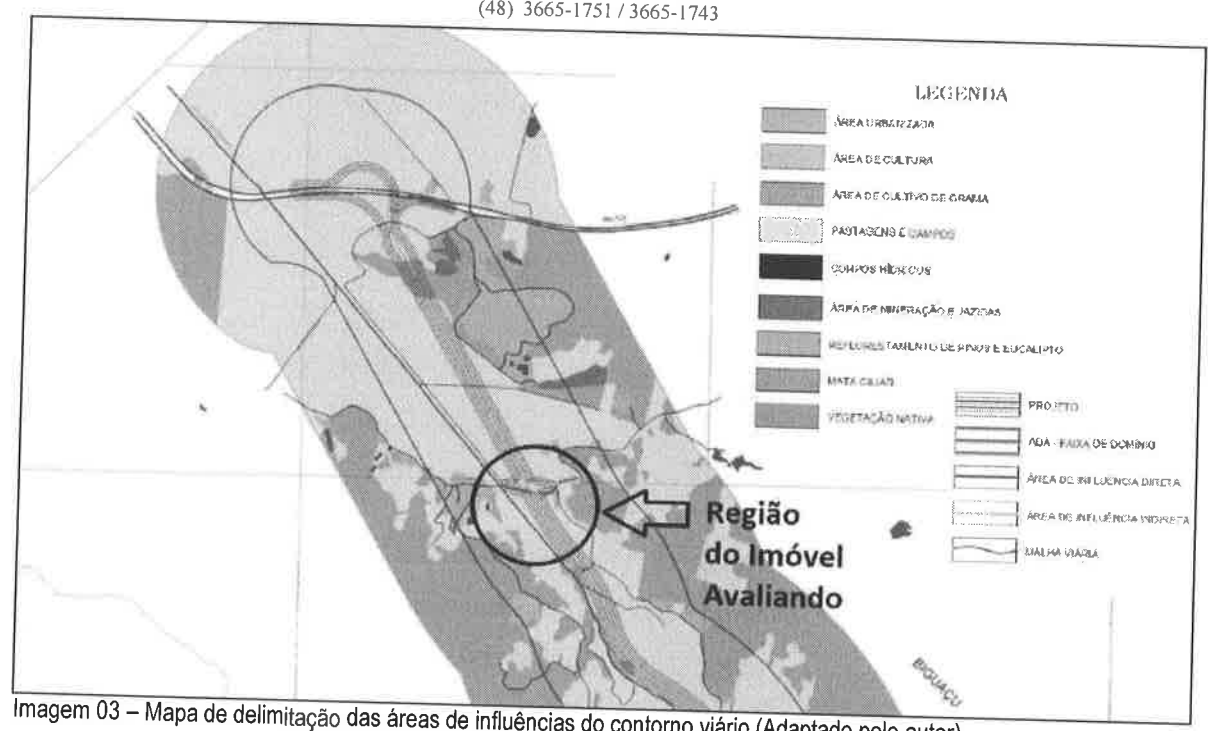 (48) 3665-1751 / 3665-1743
LEGENDA
ÁREA URBANIZADA
ÁREA DE CULTURA
ÁREA DE CULTIVO DE GRAMA
PASTAGENS E CAMPOS
CORPOS HÍDRICOS
ÁREA DE MINERAÇÃO E JAZIDAS
REFLORESTAMENTO DE PINUS E EUCALIPTO
MATA CILIAR
VEGETAÇÃO NATIVA
PROJETO
ADA - FAIXA DE DOMÍNIO
ÁREA DE INFLUÊNCIA DIRETA
ÁREA DE INFLUÊNCIA INDIRETA
MALHA VIÁRIA
Região
do Imóvel
Avaliando
BIGUAÇU
Imagem 03 – Mapa de delimitação das áreas de influências do contorno viário (Adaptado pelo autor)